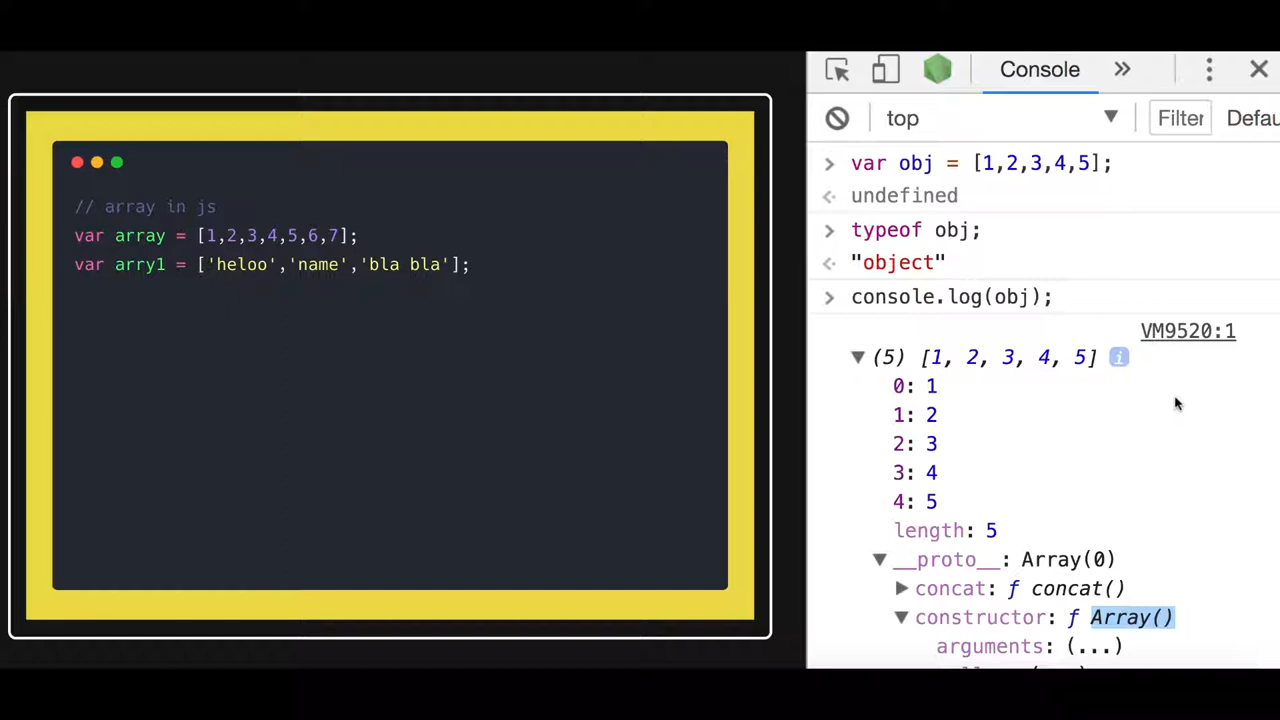 // array in js
var array = [1,2,3,4,5,6,7];
var arry1 = ['heloo','name','bla bla'];
Console
top
Filter
Defau
var obj = [1,2,3,4,5];
undefined
typeof obj;
"object"
console.log(obj);
VM9520:1
(5) [1, 2, 3, 4, 5] i
0: 1
1: 2
2: 3
3: 4
4: 5
length: 5
__proto__: Array(0)
concat: ƒ concat()
constructor: ƒ Array()
arguments: (...)